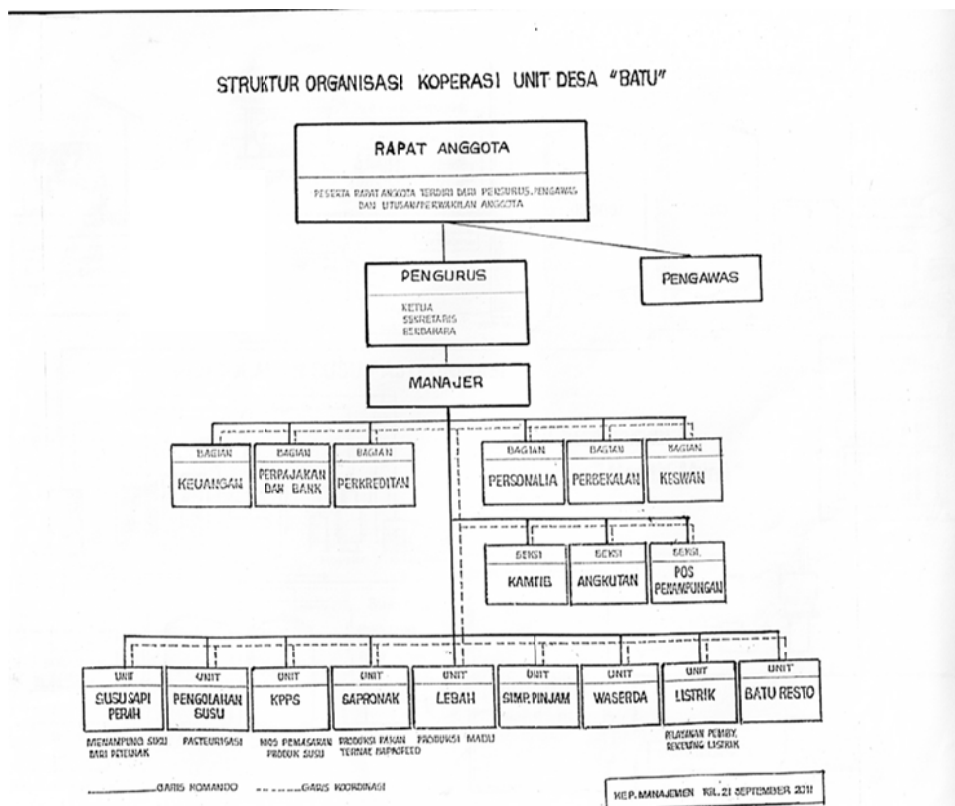 STRUKTUR ORGANISASI KOPERASI UNIT DESA "BATU"
RAPAT ANGGOTA
PESERTA RAPAT ANGGOTA TERDIRI DARI PENGURUS, PENGAWAS
DAN UTUSAN/PERWAKILAN ANGGOTA
PENGURUS
KETUA
SEKRETARIS
BENDAHARA
PENGAWAS
MANAJER
BAGIAN
KEUANGAN
BAGIAN
PERPAJAKAN
DAN BANK
BAGIAN
PERKREDITAN
BAGIAN
PERSONALIA
BAGIAN
PERBEKALAN
BAGIAN
KESWAN
SEKSI
KAMTIB
SEKSI
ANGKUTAN
SEKSI
POS
PENAMPUNGAN
UNIT
SUSU SAPI
PERAH
MENAMPUNG SUSU
DARI PETERNAK
UNIT
PENGOLAHAN
SUSU
PASTEURISASI
UNIT
KPPS
PEMASARAN
PRODUK SUSU
UNIT
SAPRONAK
PRODUKSI PAKAN
TERNAK
UNIT
LEBAH
PRODUKSI MADU
UNIT
SIMP. PINJAM
UNIT
WASERDA
UNIT
LISTRIK
PEMBY.
REKENING LISTRIK
UNIT
BATU RESTO
GARIS KOMANDO
GARIS KOORDINASI
KEP. MANAJEMEN TGL. 21 SEPTEMBER 2011